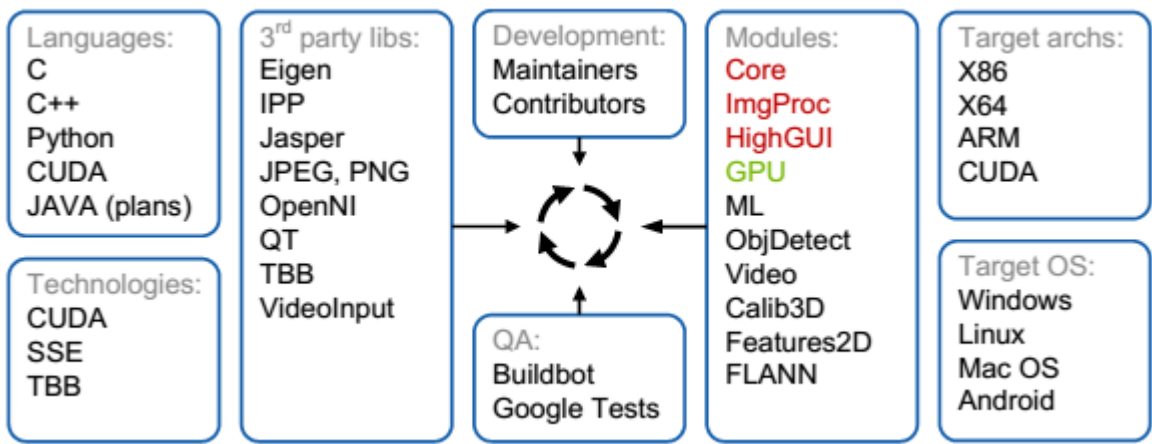 Languages:
C
C++
Python
CUDA
JAVA (plans)
Technologies:
CUDA
SSE
TBB
3rd party libs:
Eigen
IPP
Jasper
JPEG, PNG
OpenNI
QT
TBB
VideoInput
Development:
Maintainers
Contributors
QA:
Buildbot
Google Tests
Modules:
Core
ImgProc
HighGUI
GPU
ML
ObjDetect
Video
Calib3D
Features2D
FLANN
Target archs:
X86
X64
ARM
CUDA
Target OS:
Windows
Linux
Mac OS
Android